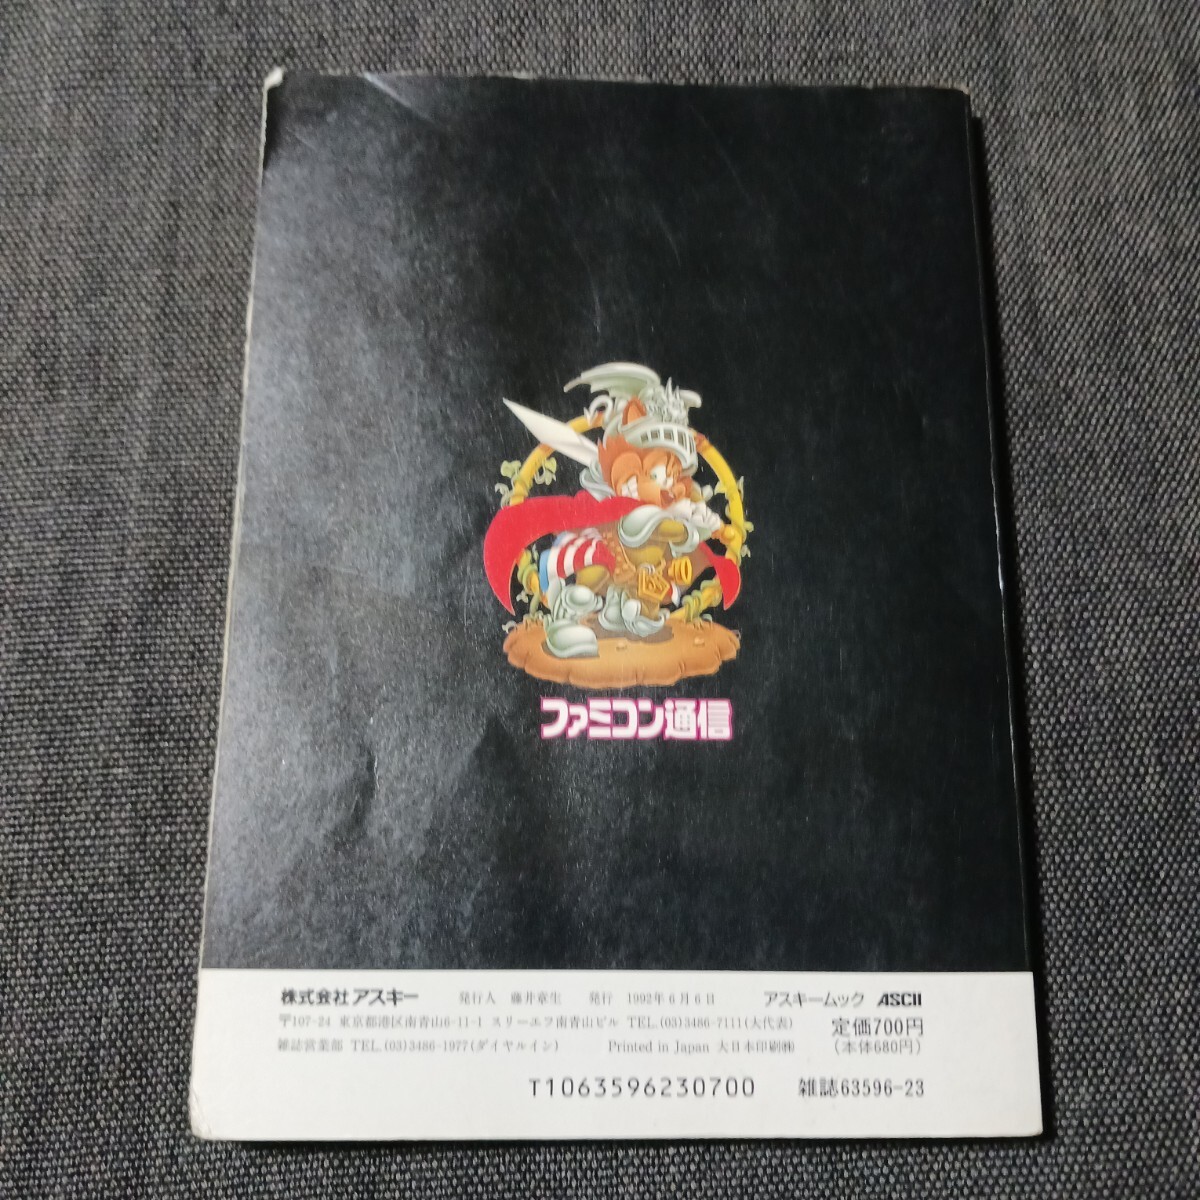 ファミコン通信
株式会社 アスキー 発行人 藤井章生 発行 1992年6月6日 アスキームック ASCII
〒107-24 東京都港区南青山6-11-1 スリーエフ南青山ビル TEL.(03)3486-7111(大代表) 定価700円
雑誌営業部 TEL.(03)3486-1977(ダイヤルイン) Printed in Japan 大日本印刷㈱ (本体680円)
T1063596230700 雑誌63596-23